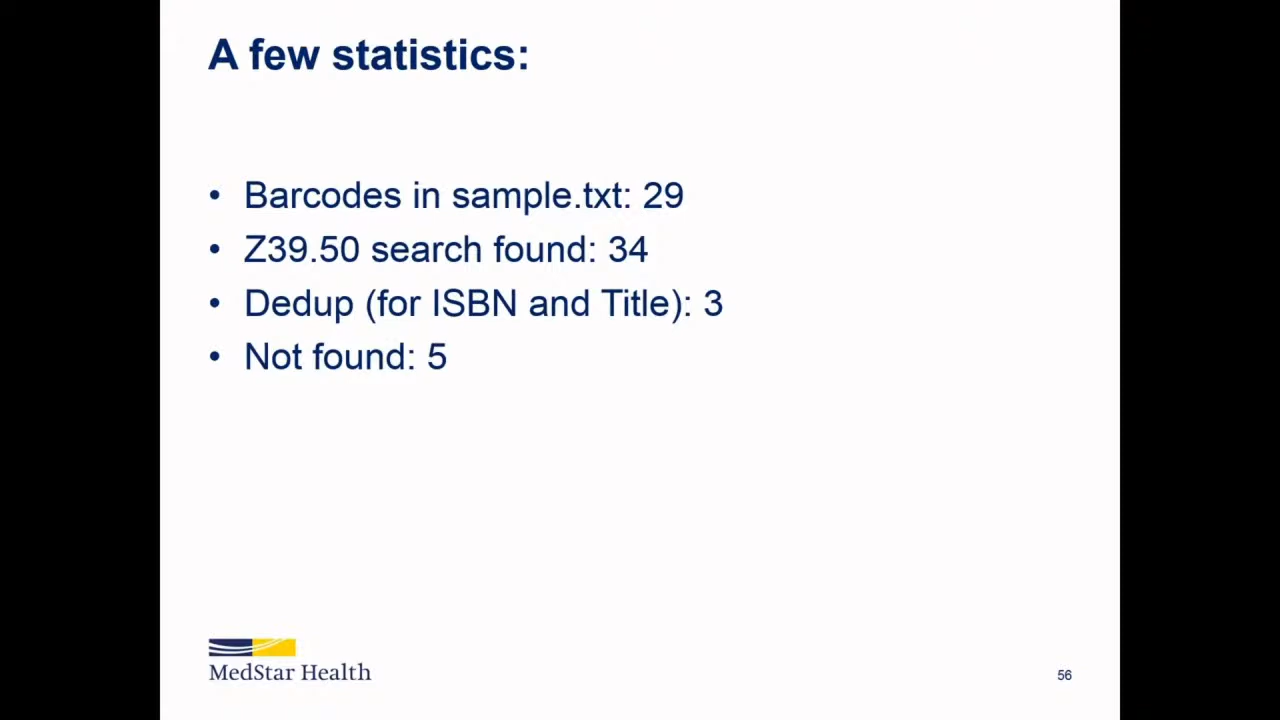 A few statistics:
• Barcodes in sample.txt: 29
• Z39.50 search found: 34
• Dedup (for ISBN and Title): 3
• Not found: 5
MedStar Health
56